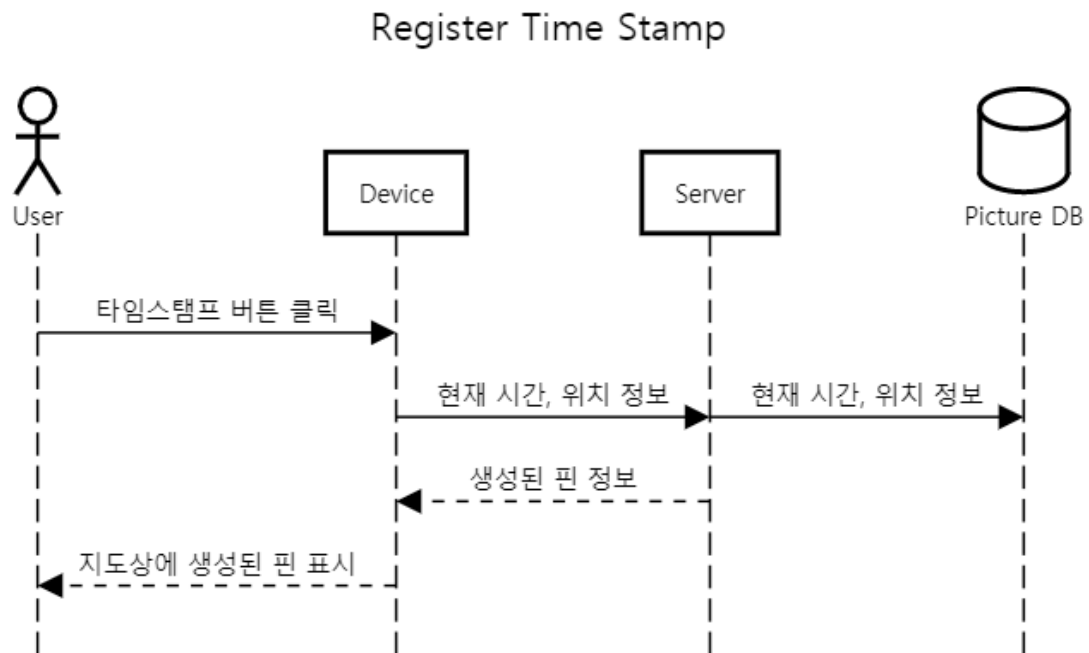 Register Time Stamp
User
Device
Server
Picture DB
타임스탬프 버튼 클릭
현재 시간, 위치 정보
현재 시간, 위치 정보
생성된 핀 정보
지도상에 생성된 핀 표시